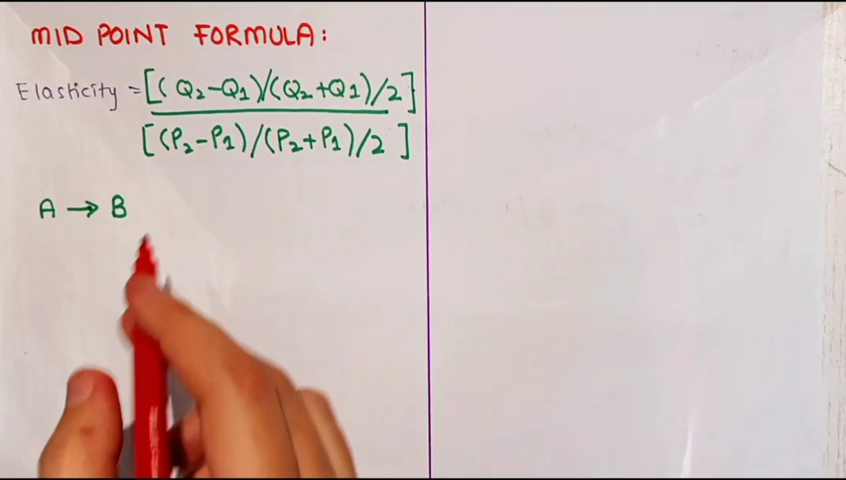 MID POINT FORMULA:
Elasticity = [(Q₂-Q₁)/(Q₂+Q₁)/2]
[(P₂-P₁)/(P₂+P₁)/2]
A → B